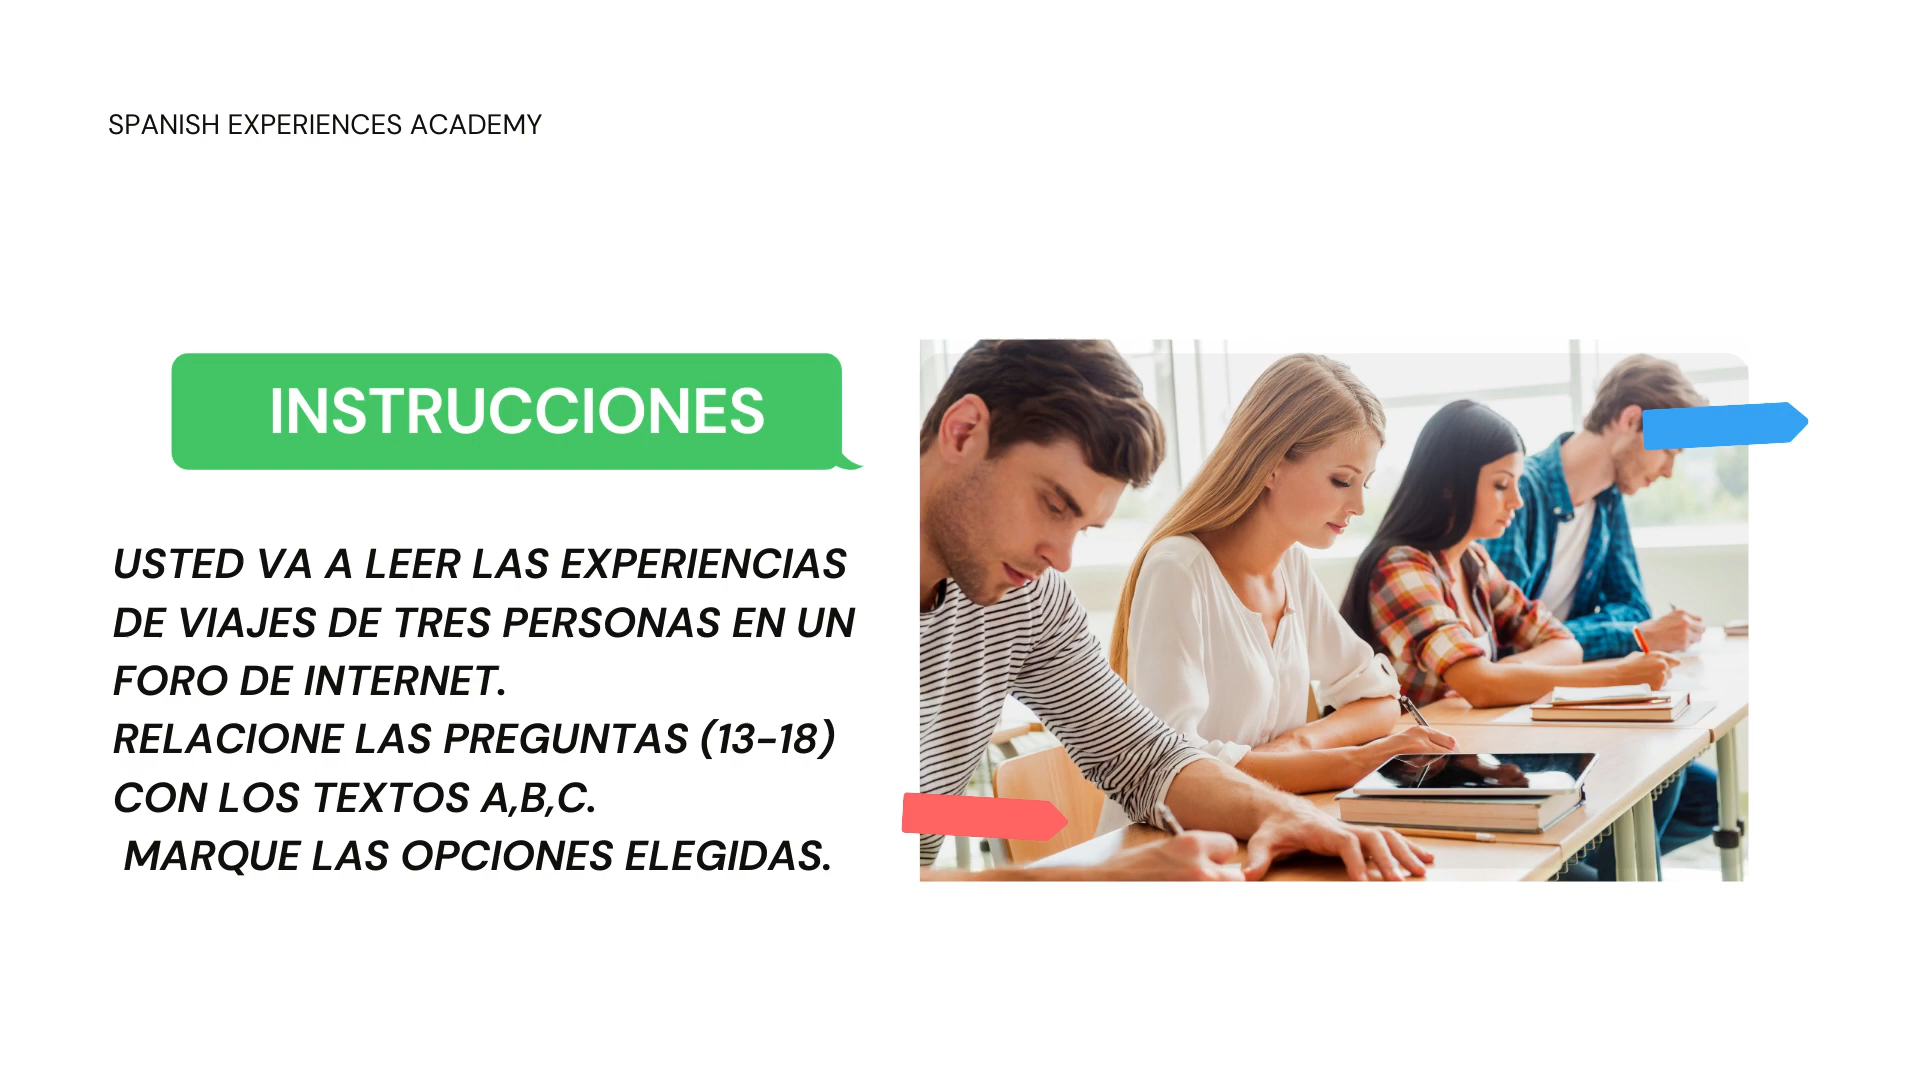 SPANISH EXPERIENCES ACADEMY
INSTRUCCIONES
USTED VA A LEER LAS EXPERIENCIAS
DE VIAJES DE TRES PERSONAS EN UN
FORO DE INTERNET.
RELACIONE LAS PREGUNTAS (13-18)
CON LOS TEXTOS A,B,C.
MARQUE LAS OPCIONES ELEGIDAS.